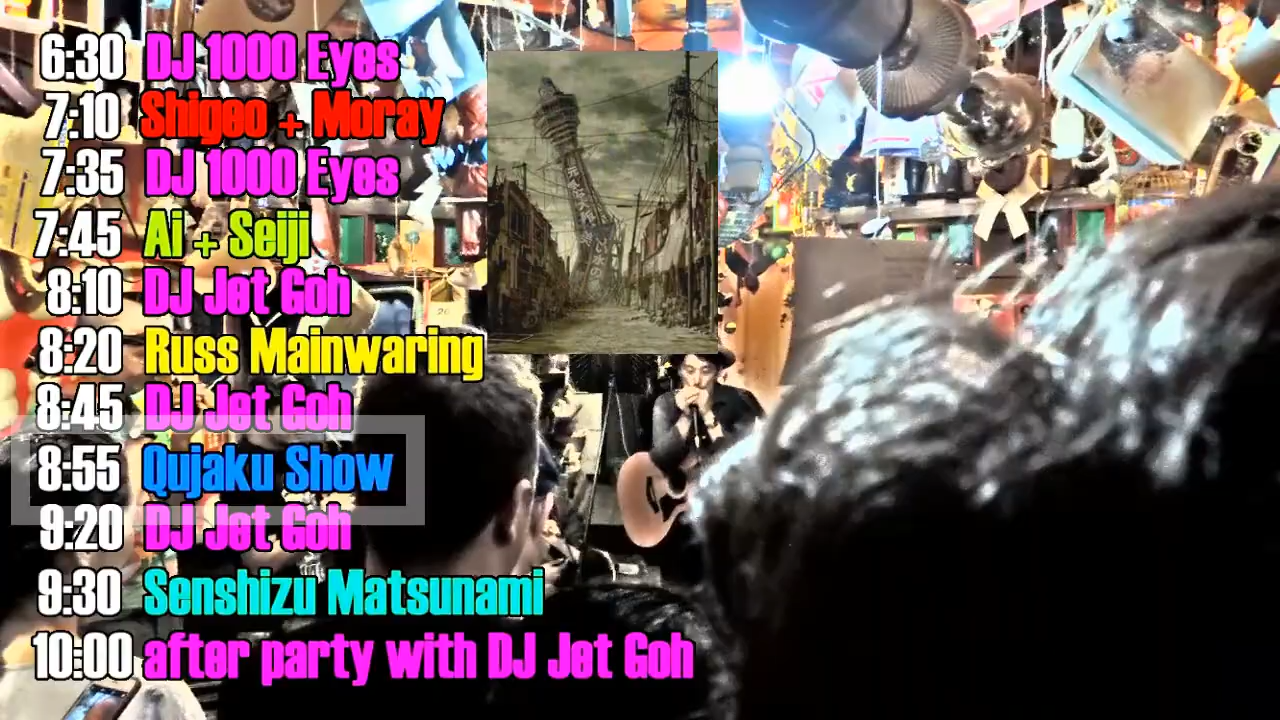 6:30 DJ 1000 Eyes
7:10 Shigeo + Moray
7:35 DJ 1000 Eyes
7:45 Ai + Seiji
8:10 DJ Jet Goh
8:20 Russ Mainwaring
8:45 DJ Jet Goh
8:55 Qujaku Show
9:20 DJ Jet Goh
9:30 Senshizu Matsunami
10:00 after party with DJ Jet Goh